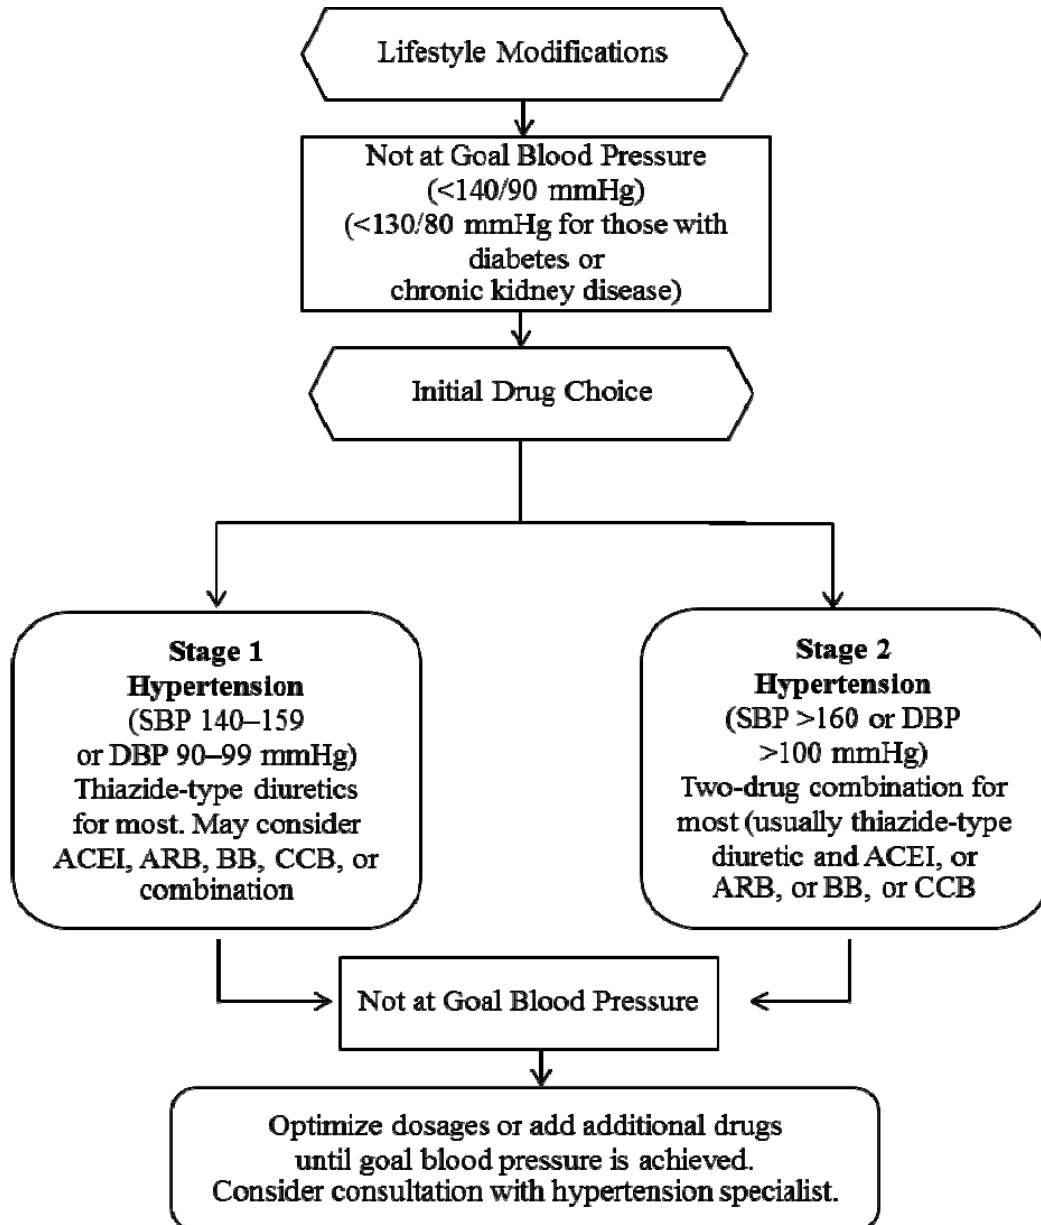 Lifestyle Modifications
Not at Goal Blood Pressure
(<140/90 mmHg)
(<130/80 mmHg for those with
diabetes or
chronic kidney disease)
Initial Drug Choice
Stage 1
Hypertension
(SBP 140–159
or DBP 90–99 mmHg)
Thiazide-type diuretics
for most. May consider
ACEI, ARB, BB, CCB, or
combination
Stage 2
Hypertension
(SBP >160 or DBP
>100 mmHg)
Two-drug combination for
most (usually thiazide-type
diuretic and ACEI, or
ARB, or BB, or CCB
Not at Goal Blood Pressure
Optimize dosages or add additional drugs
until goal blood pressure is achieved.
Consider consultation with hypertension specialist.